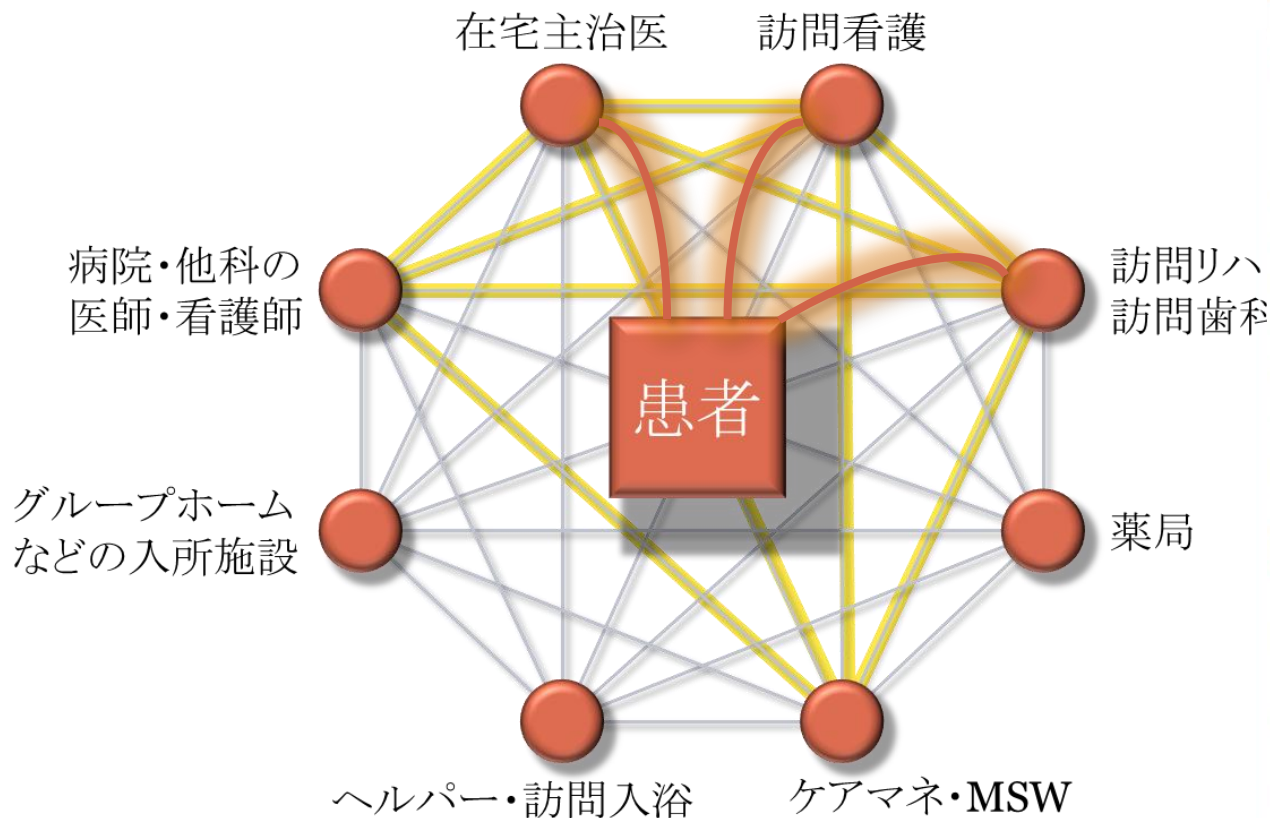 在宅主治医
訪問看護
病院・他科の
医師・看護師
訪問リハ
訪問歯科
患者
グループホーム
などの入所施設
薬局
ヘルパー・訪問入浴
ケアマネ・MSW